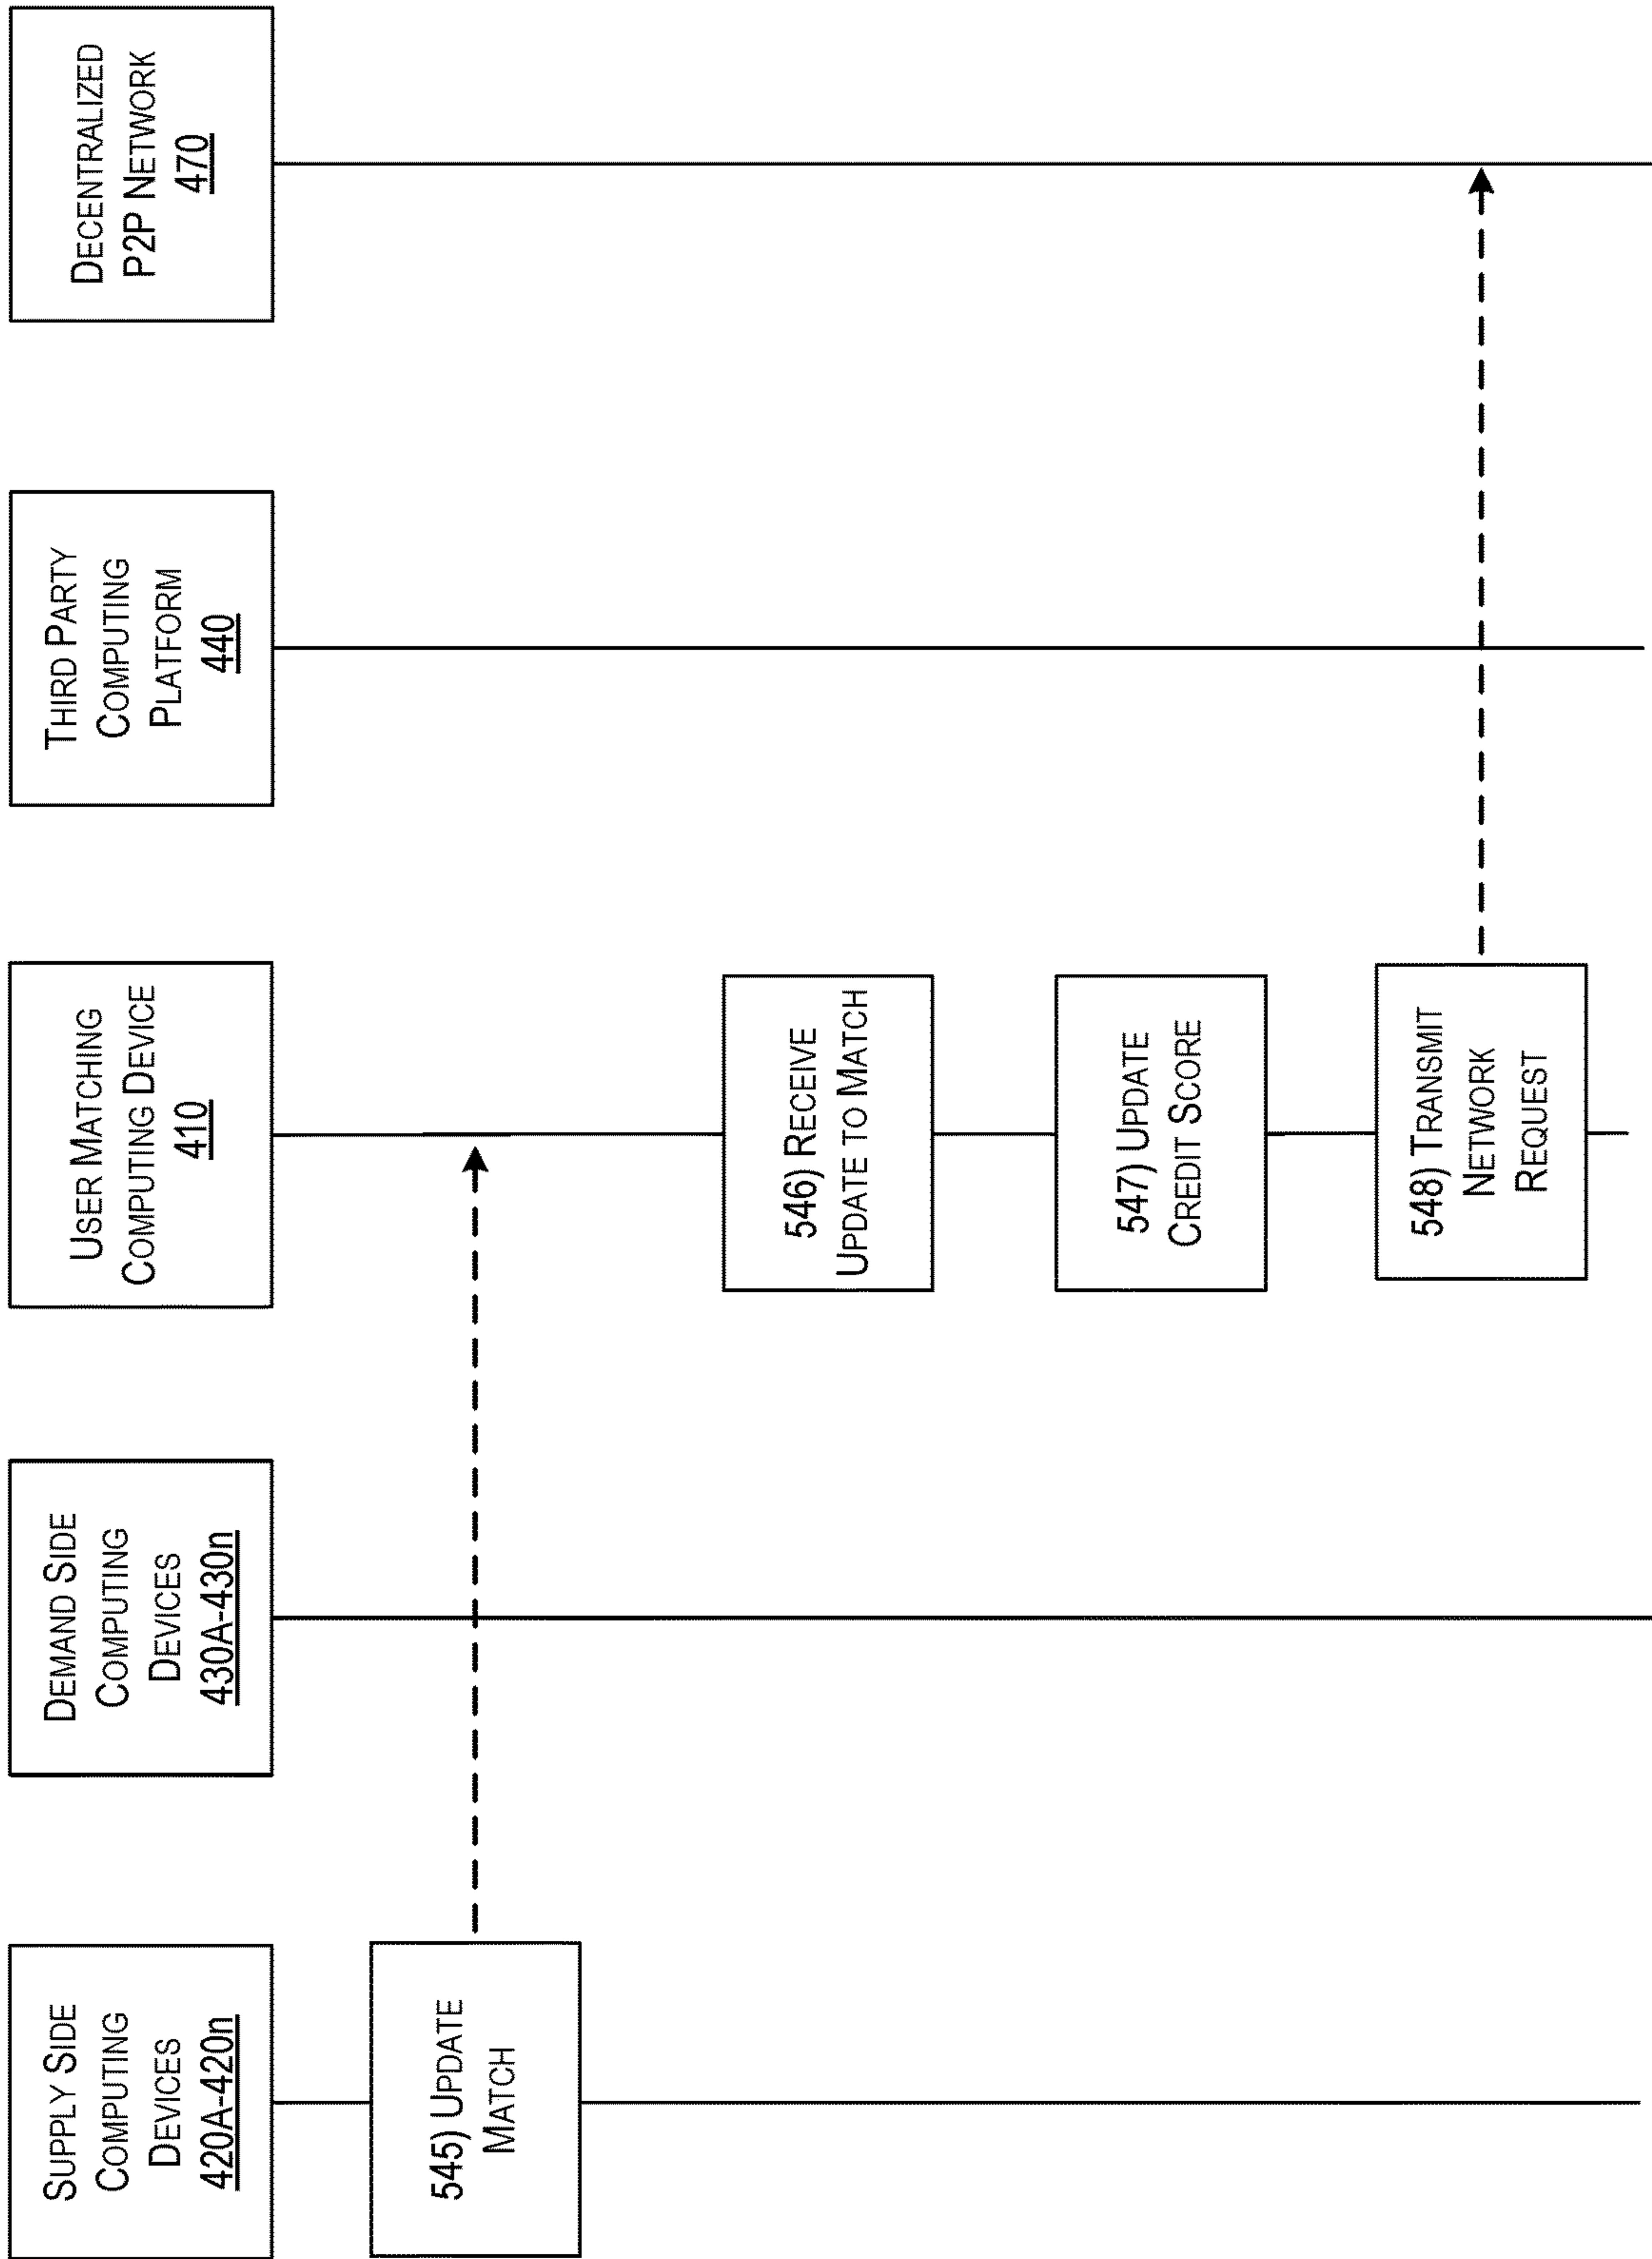 SUPPLY SIDE
COMPUTING
DEVICES
420A-420n
DEMAND SIDE
COMPUTING
DEVICES
430A-430n
USER MATCHING
COMPUTING DEVICE
410
THIRD PARTY
COMPUTING
PLATFORM
440
DECENTRALIZED
P2P NETWORK
470
545) UPDATE
MATCH
546) RECEIVE
UPDATE TO MATCH
547) UPDATE
CREDIT SCORE
548) TRANSMIT
NETWORK
REQUEST